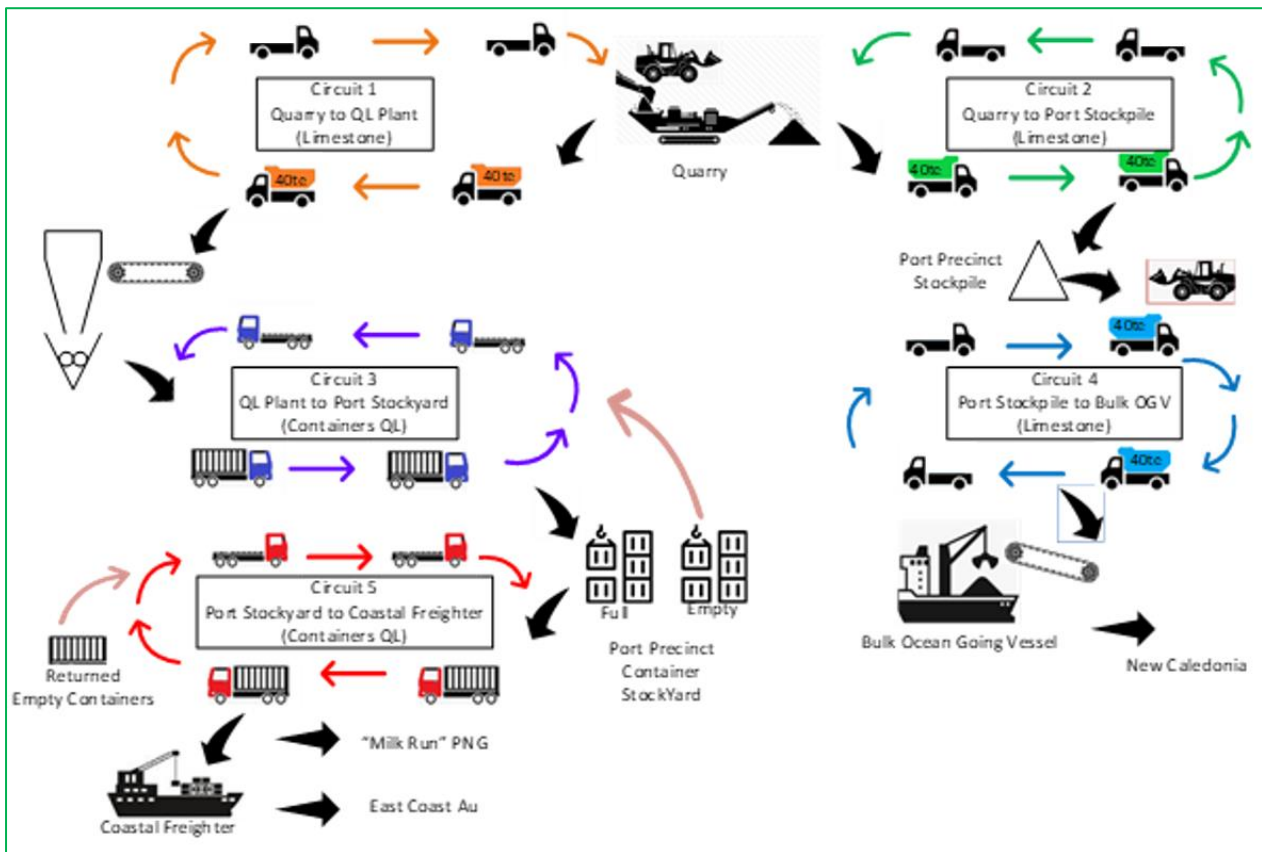 Circuit 1
Quarry to QL Plant
(Limestone)
40te
40te
Quarry
Circuit 2
Quarry to Port Stockpile
(Limestone)
40te
40te
Port Precinct
Stockpile
Circuit 3
QL Plant to Port Stockyard
(Containers QL)
40te
Circuit 4
Port Stockpile to Bulk OGV
(Limestone)
40te
Circuit 5
Port Stockyard to Coastal Freighter
(Containers QL)
Full
Empty
Port Precinct
Container
StockYard
Returned
Empty Containers
Bulk Ocean Going Vessel
New Caledonia
"Milk Run" PNG
East Coast Au
Coastal Freighter